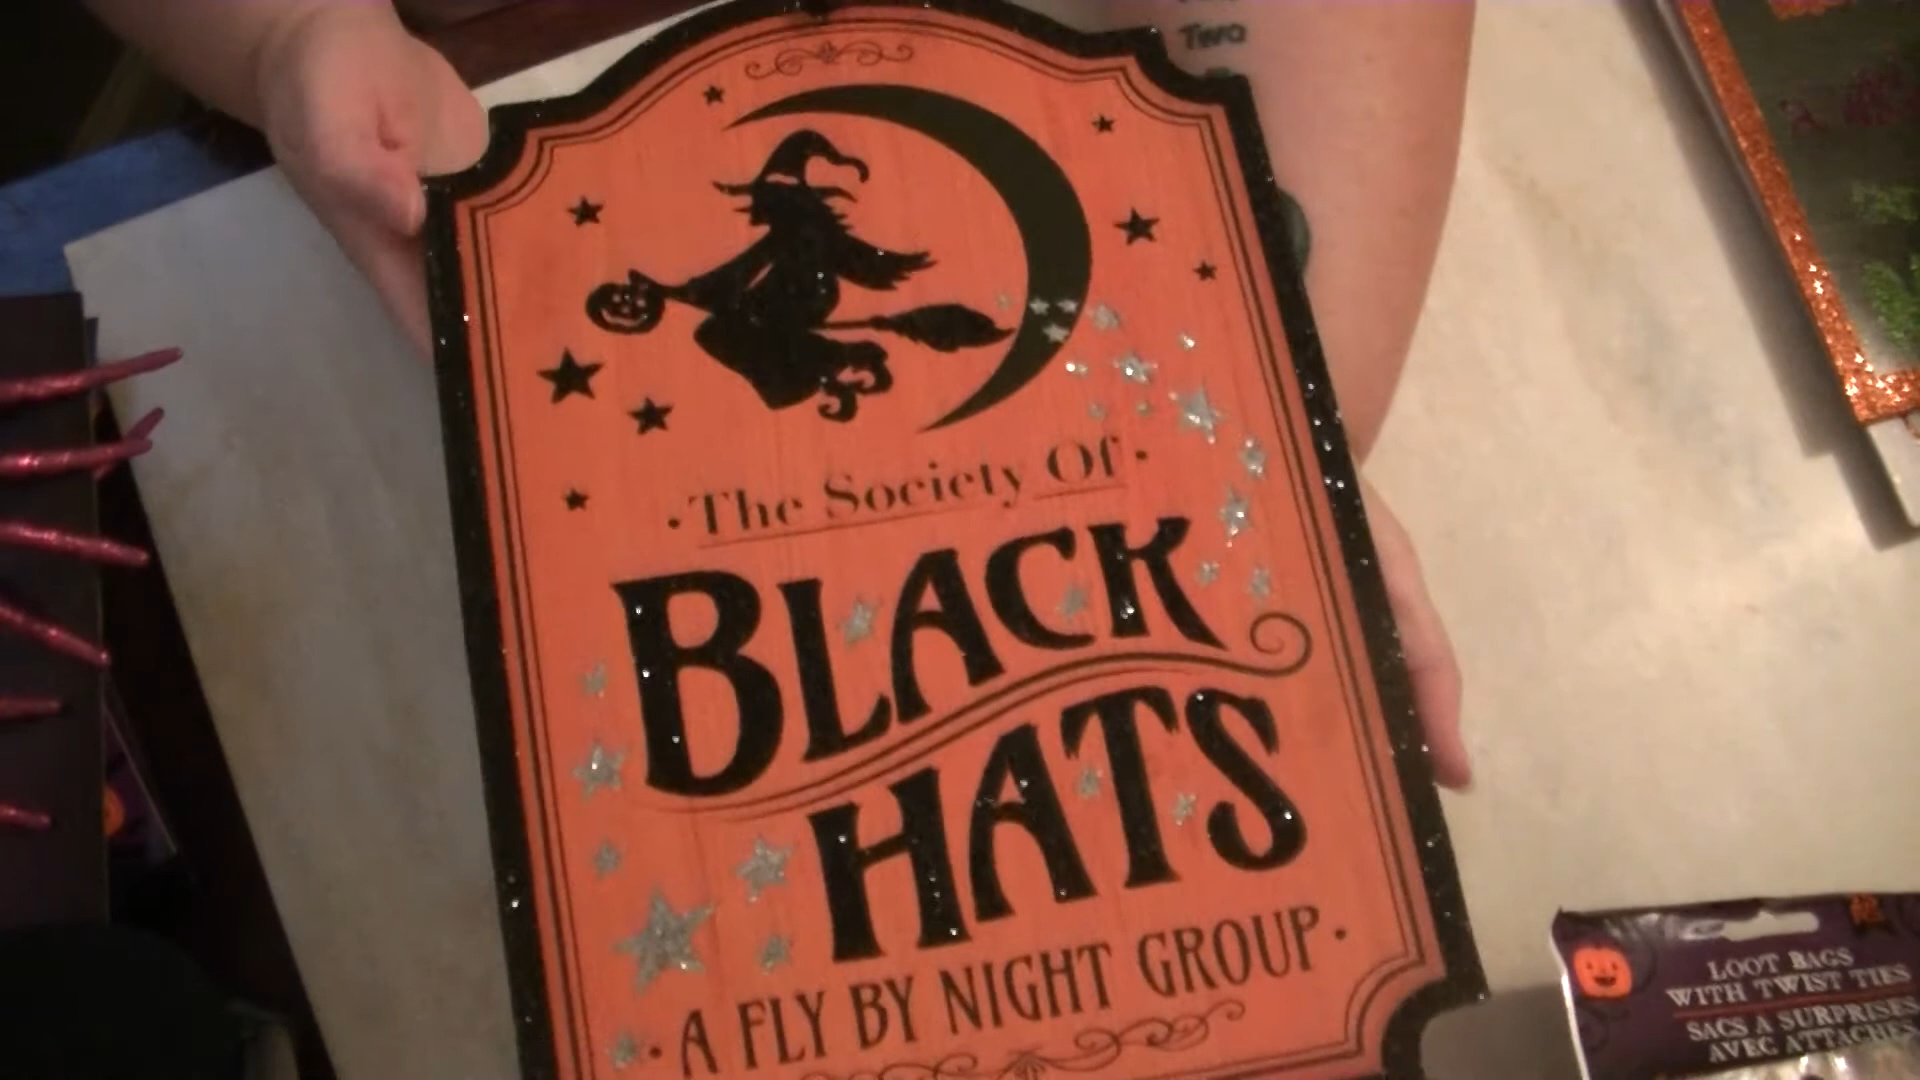 Two
The Society Of
BLACK
HATS
A FLY BY NIGHT GROUP
LOOT BAGS
WITH TWIST TIES
SACS A SURPRISES
AVEC ATTACHES